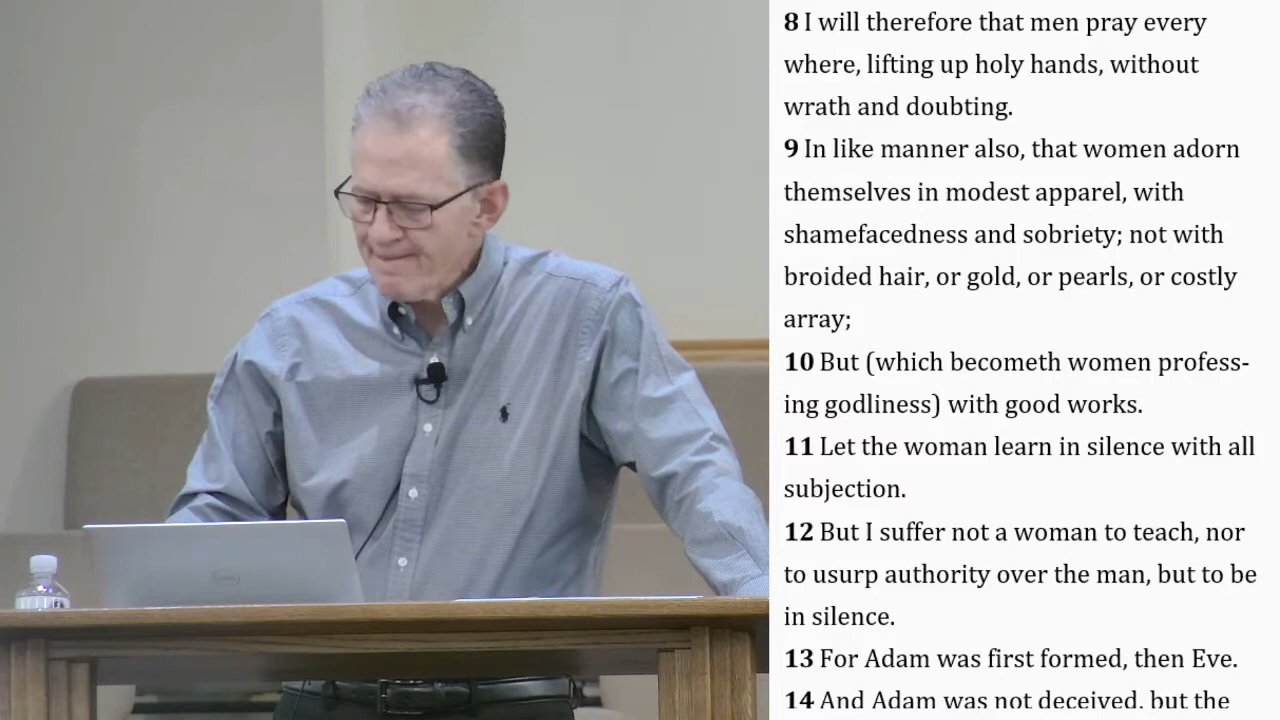 8 I will therefore that men pray every
where, lifting up holy hands, without
wrath and doubting.
9 In like manner also, that women adorn
themselves in modest apparel, with
shamefacedness and sobriety; not with
broided hair, or gold, or pearls, or costly
array;
10 But (which becometh women profess-
ing godliness) with good works.
11 Let the woman learn in silence with all
subjection.
12 But I suffer not a woman to teach, nor
to usurp authority over the man, but to be
in silence.
13 For Adam was first formed, then Eve.
14 And Adam was not deceived, but the